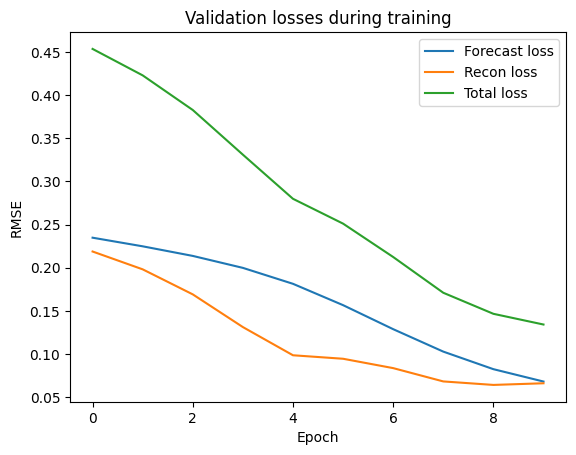 Validation losses during training
Forecast loss
Recon loss
Total loss
0.45
0.40
0.35
0.30
0.25
0.20
0.15
0.10
0.05
RMSE
0 2 4 6 8
Epoch